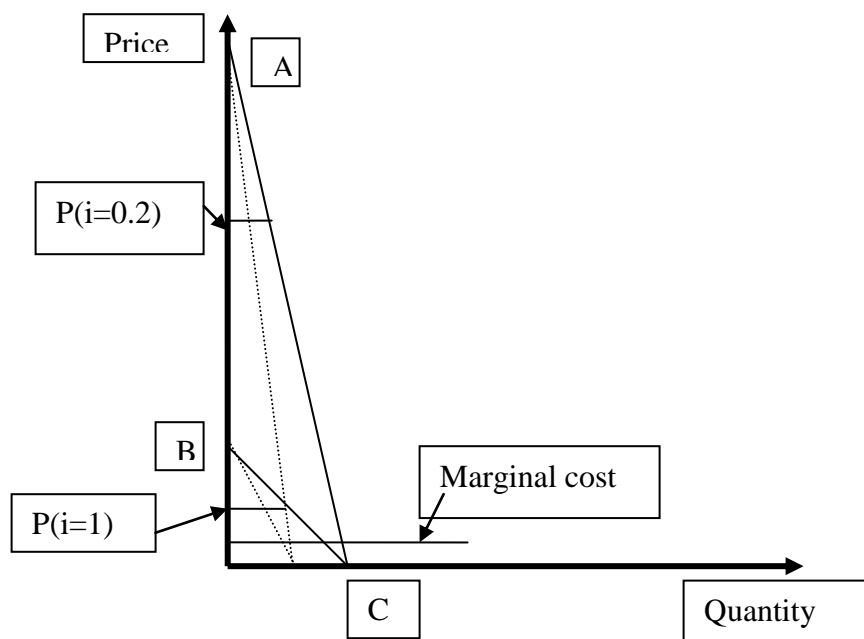 Price
A
P(i=0.2)
B
Marginal cost
P(i=1)
C
Quantity